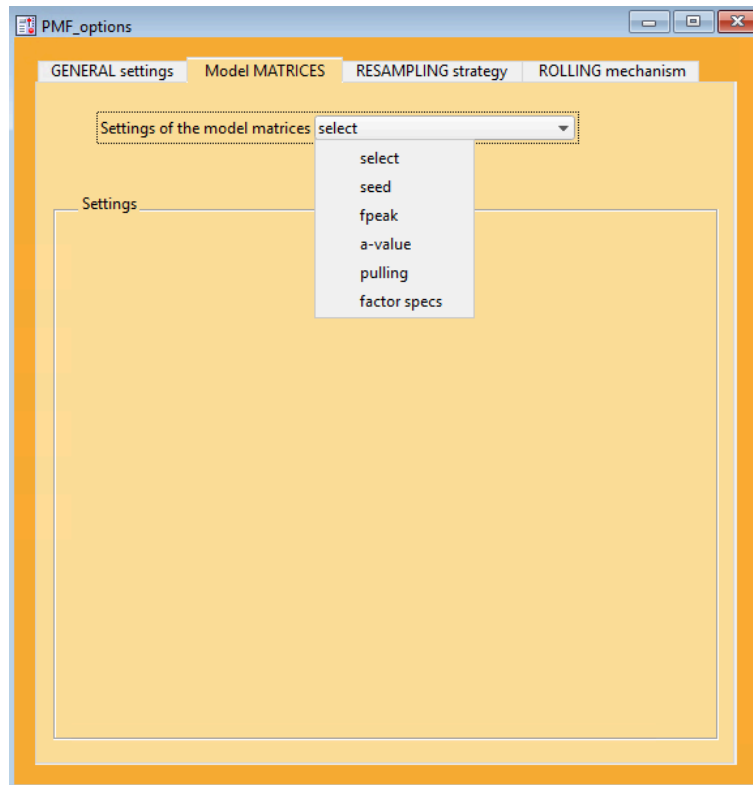 PMF_options
GENERAL settings Model MATRICES RESAMPLING strategy ROLLING mechanism
Settings of the model matrices select
select
seed
Settings
fpeak
a-value
pulling
factor specs